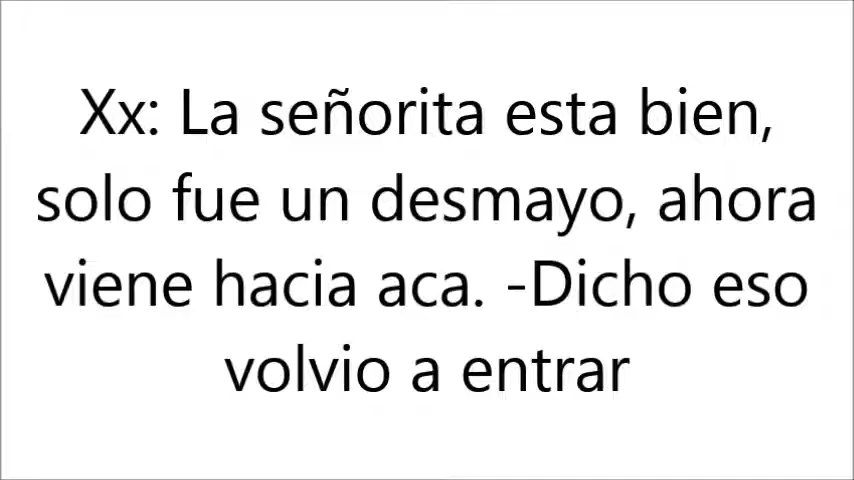 Xx: La señorita esta bien,
solo fue un desmayo, ahora
viene hacia aca. -Dicho eso
volvio a entrar